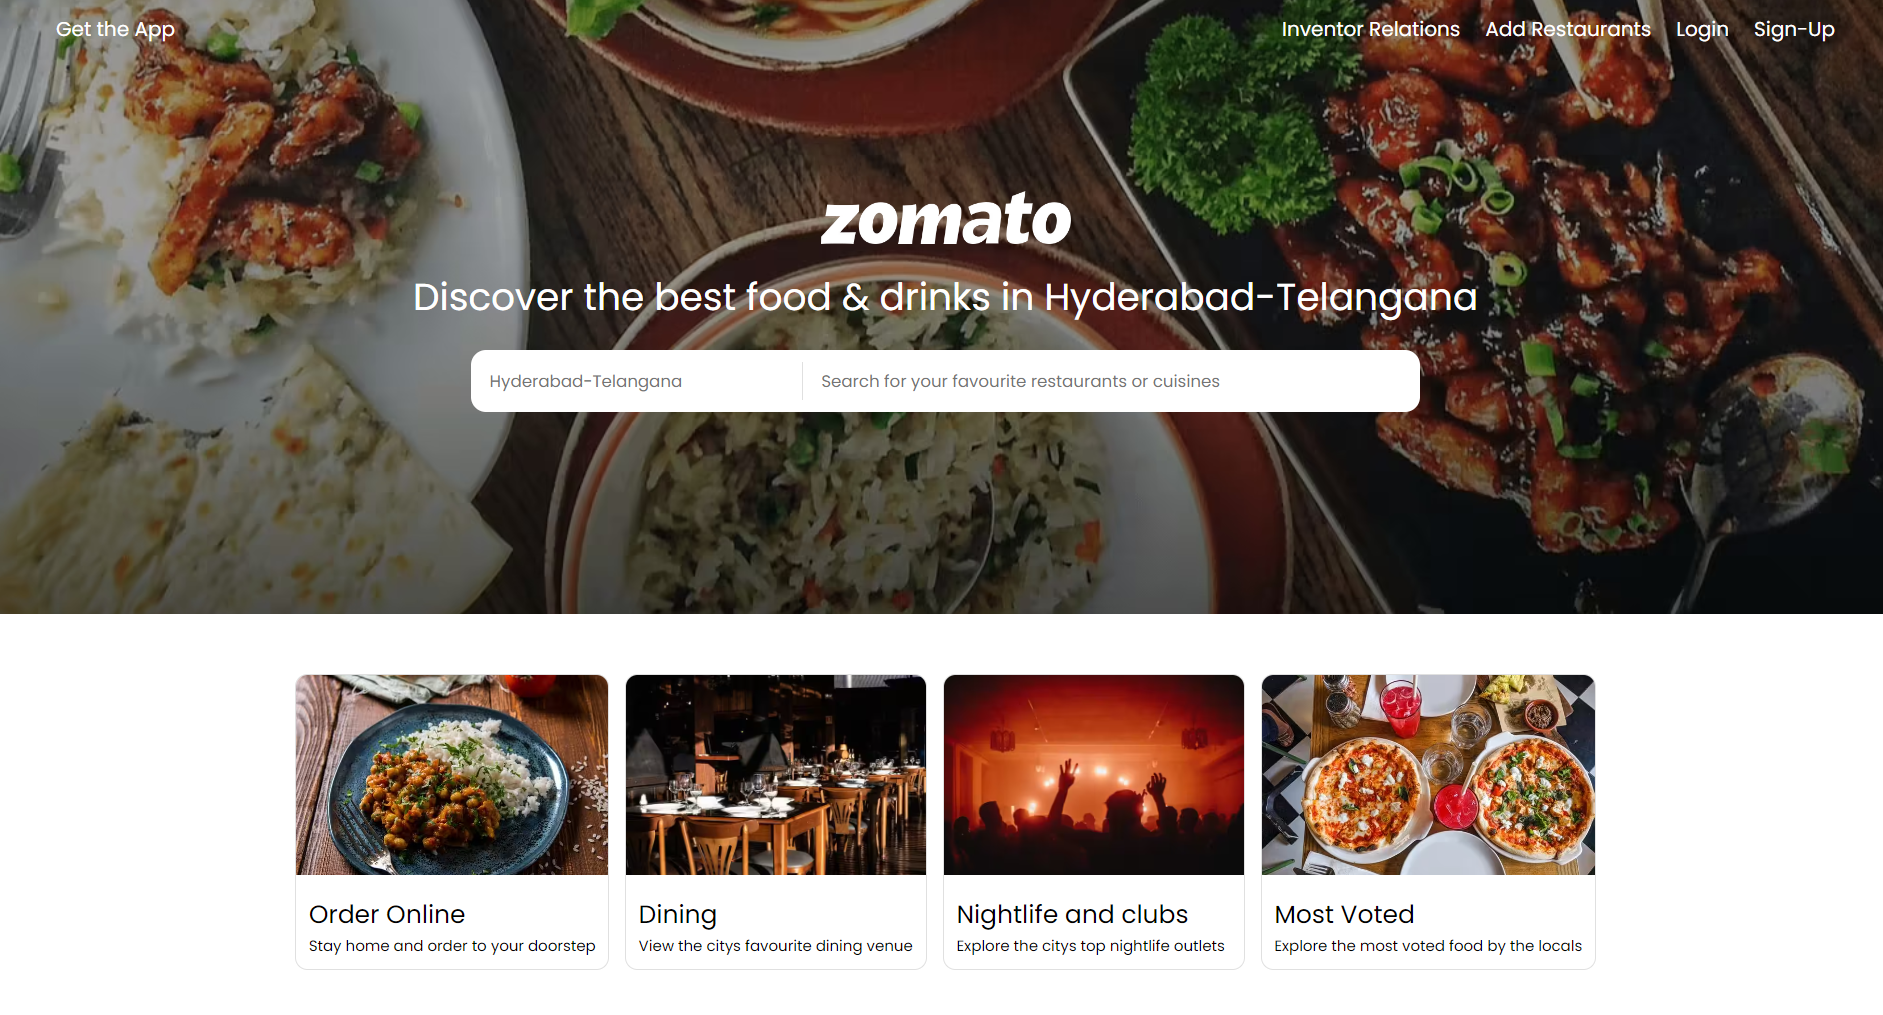 Get the App
Inventor Relations
Add Restaurants
Login
Sign-Up
zomato
Discover the best food & drinks in Hyderabad-Telangana
Hyderabad-Telangana
Search for your favourite restaurants or cuisines
Order Online
Stay home and order to your doorstep
Dining
View the citys favourite dining venue
Nightlife and clubs
Explore the citys top nightlife outlets
Most Voted
Explore the most voted food by the locals